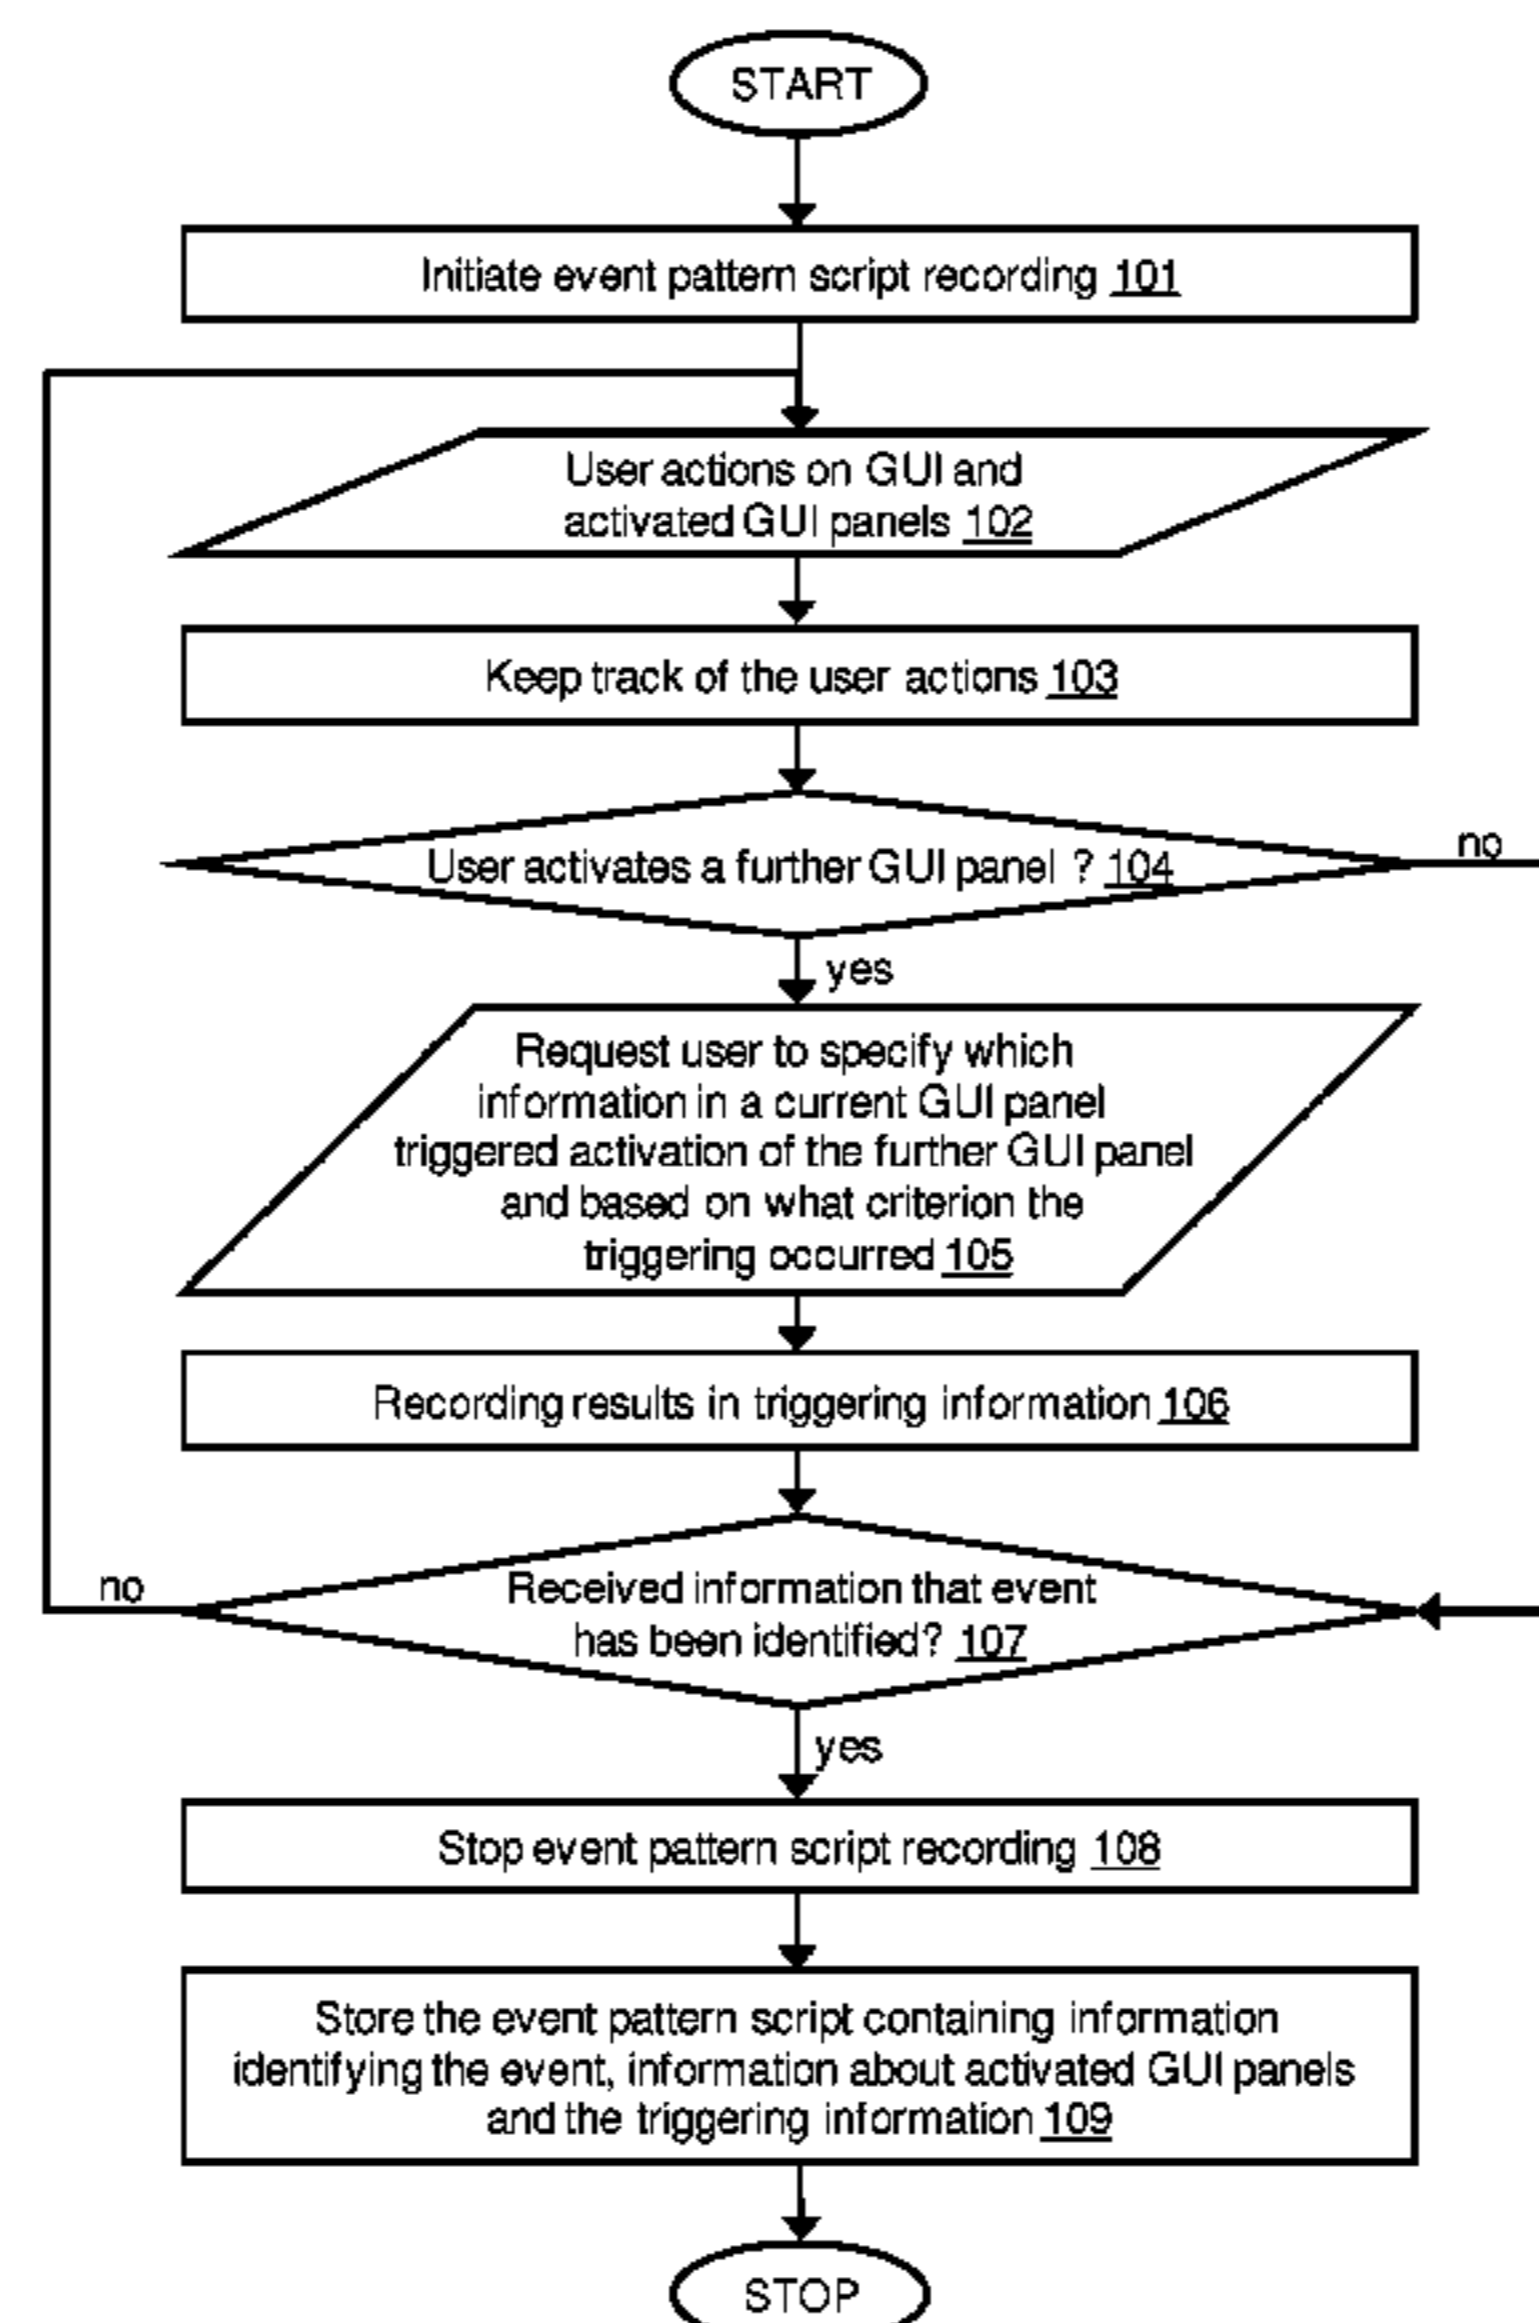 START
Initiate event pattern script recording 101
User actions on GUI and
activated GUI panels 102
Keep track of the user actions 103
User activates a further GUI panel ? 104
no
yes
Request user to specify which
information in a current GUI panel
triggered activation of the further GUI panel
and based on what criterion the
triggering occurred 105
Recording results in triggering information 106
Received information that event
has been identified? 107
no
yes
Stop event pattern script recording 108
Store the event pattern script containing information
identifying the event, information about activated GUI panels
and the triggering information 109
STOP